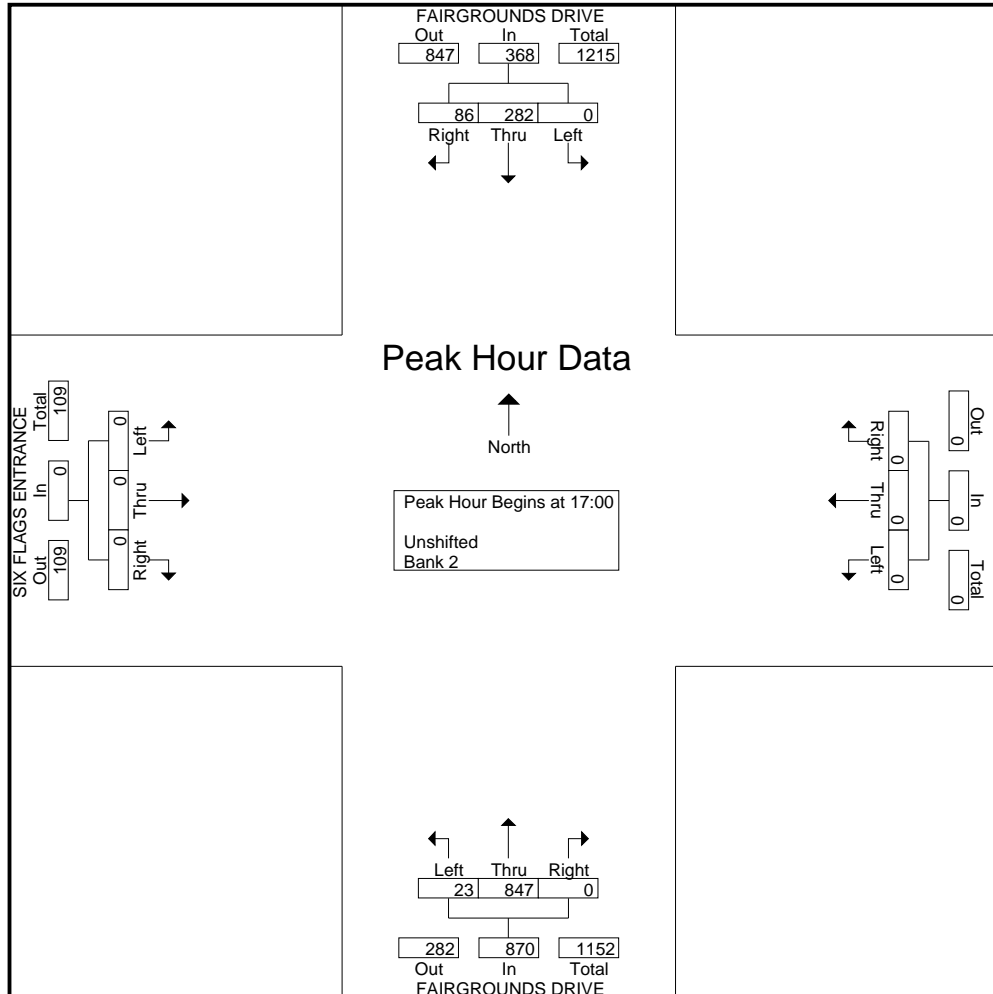 FAIRGROUNDS DRIVE
Out In Total
847 368 1215
86 282 0
Right Thru Left
Peak Hour Data
North
Peak Hour Begins at 17:00
Unshifted
Bank 2
SIX FLAGS ENTRANCE
Total In Out
109 0 109
0 0 0
Left Thru Right
Out In Total
0 0 0
Right Thru Left
0 0 0
Left Thru Right
23 847 0
282 870 1152
Out In Total
FAIRGROUNDS DRIVE